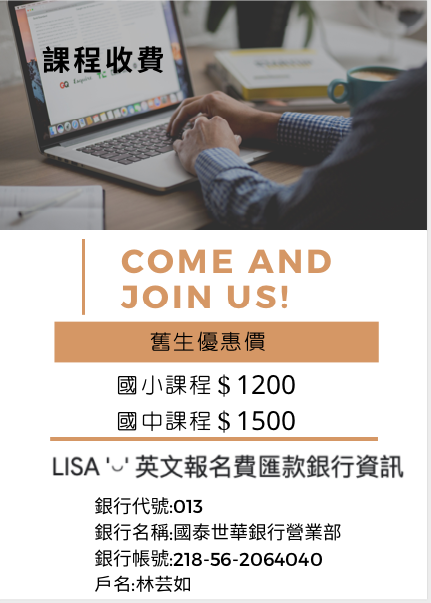 課程收費
COME AND
JOIN US!
舊生優惠價
國小課程＄1200
國中課程＄1500
LISA '◡' 英文報名費匯款銀行資訊
銀行代號:013
銀行名稱:國泰世華銀行營業部
銀行帳號:218-56-2064040
戶名:林芸如